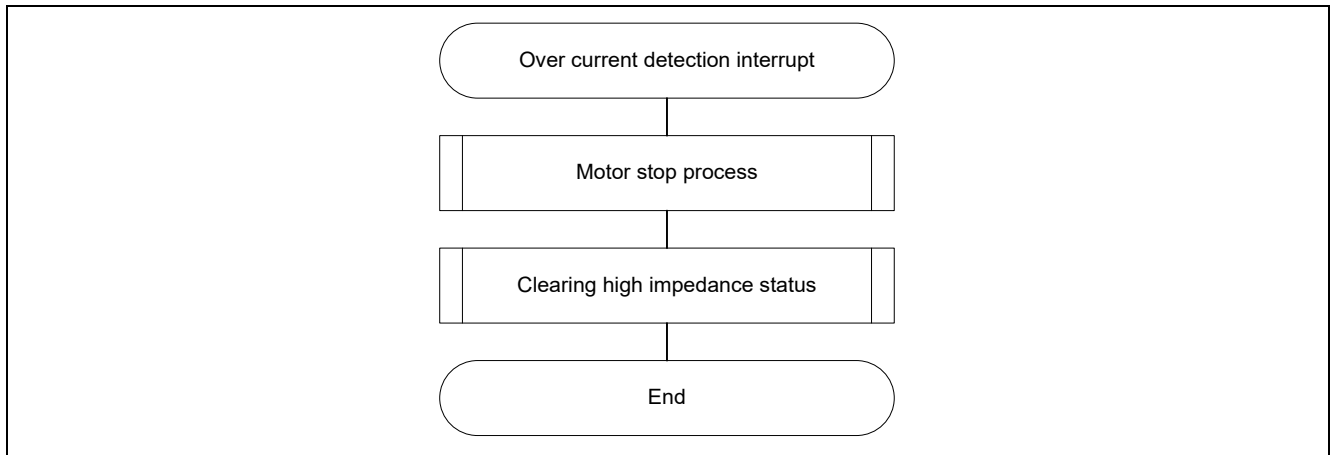 Over current detection interrupt
Motor stop process
Clearing high impedance status
End